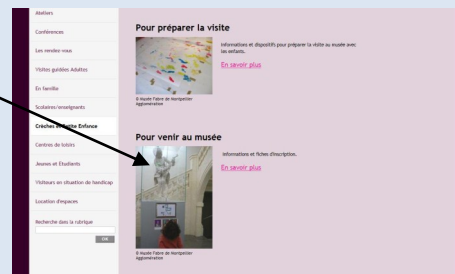 Ateliers
Conférences
Les rendez-vous
Visites guidées Adultes
En famille
Scolaires/enseignants
Crèches et Petite Enfance
Centres de loisirs
Jeunes et Etudiants
Visiteurs en situation de handicap
Location d'espaces
Recherche dans la rubrique
OK
Pour préparer la visite
Informations et dispositifs pour préparer la visite au musée avec
les enfants.
En savoir plus
© Musée Fabre de Montpellier
Agglomération
Pour venir au musée
Informations et fiches d'inscription.
En savoir plus
© Musée Fabre de Montpellier
Agglomération